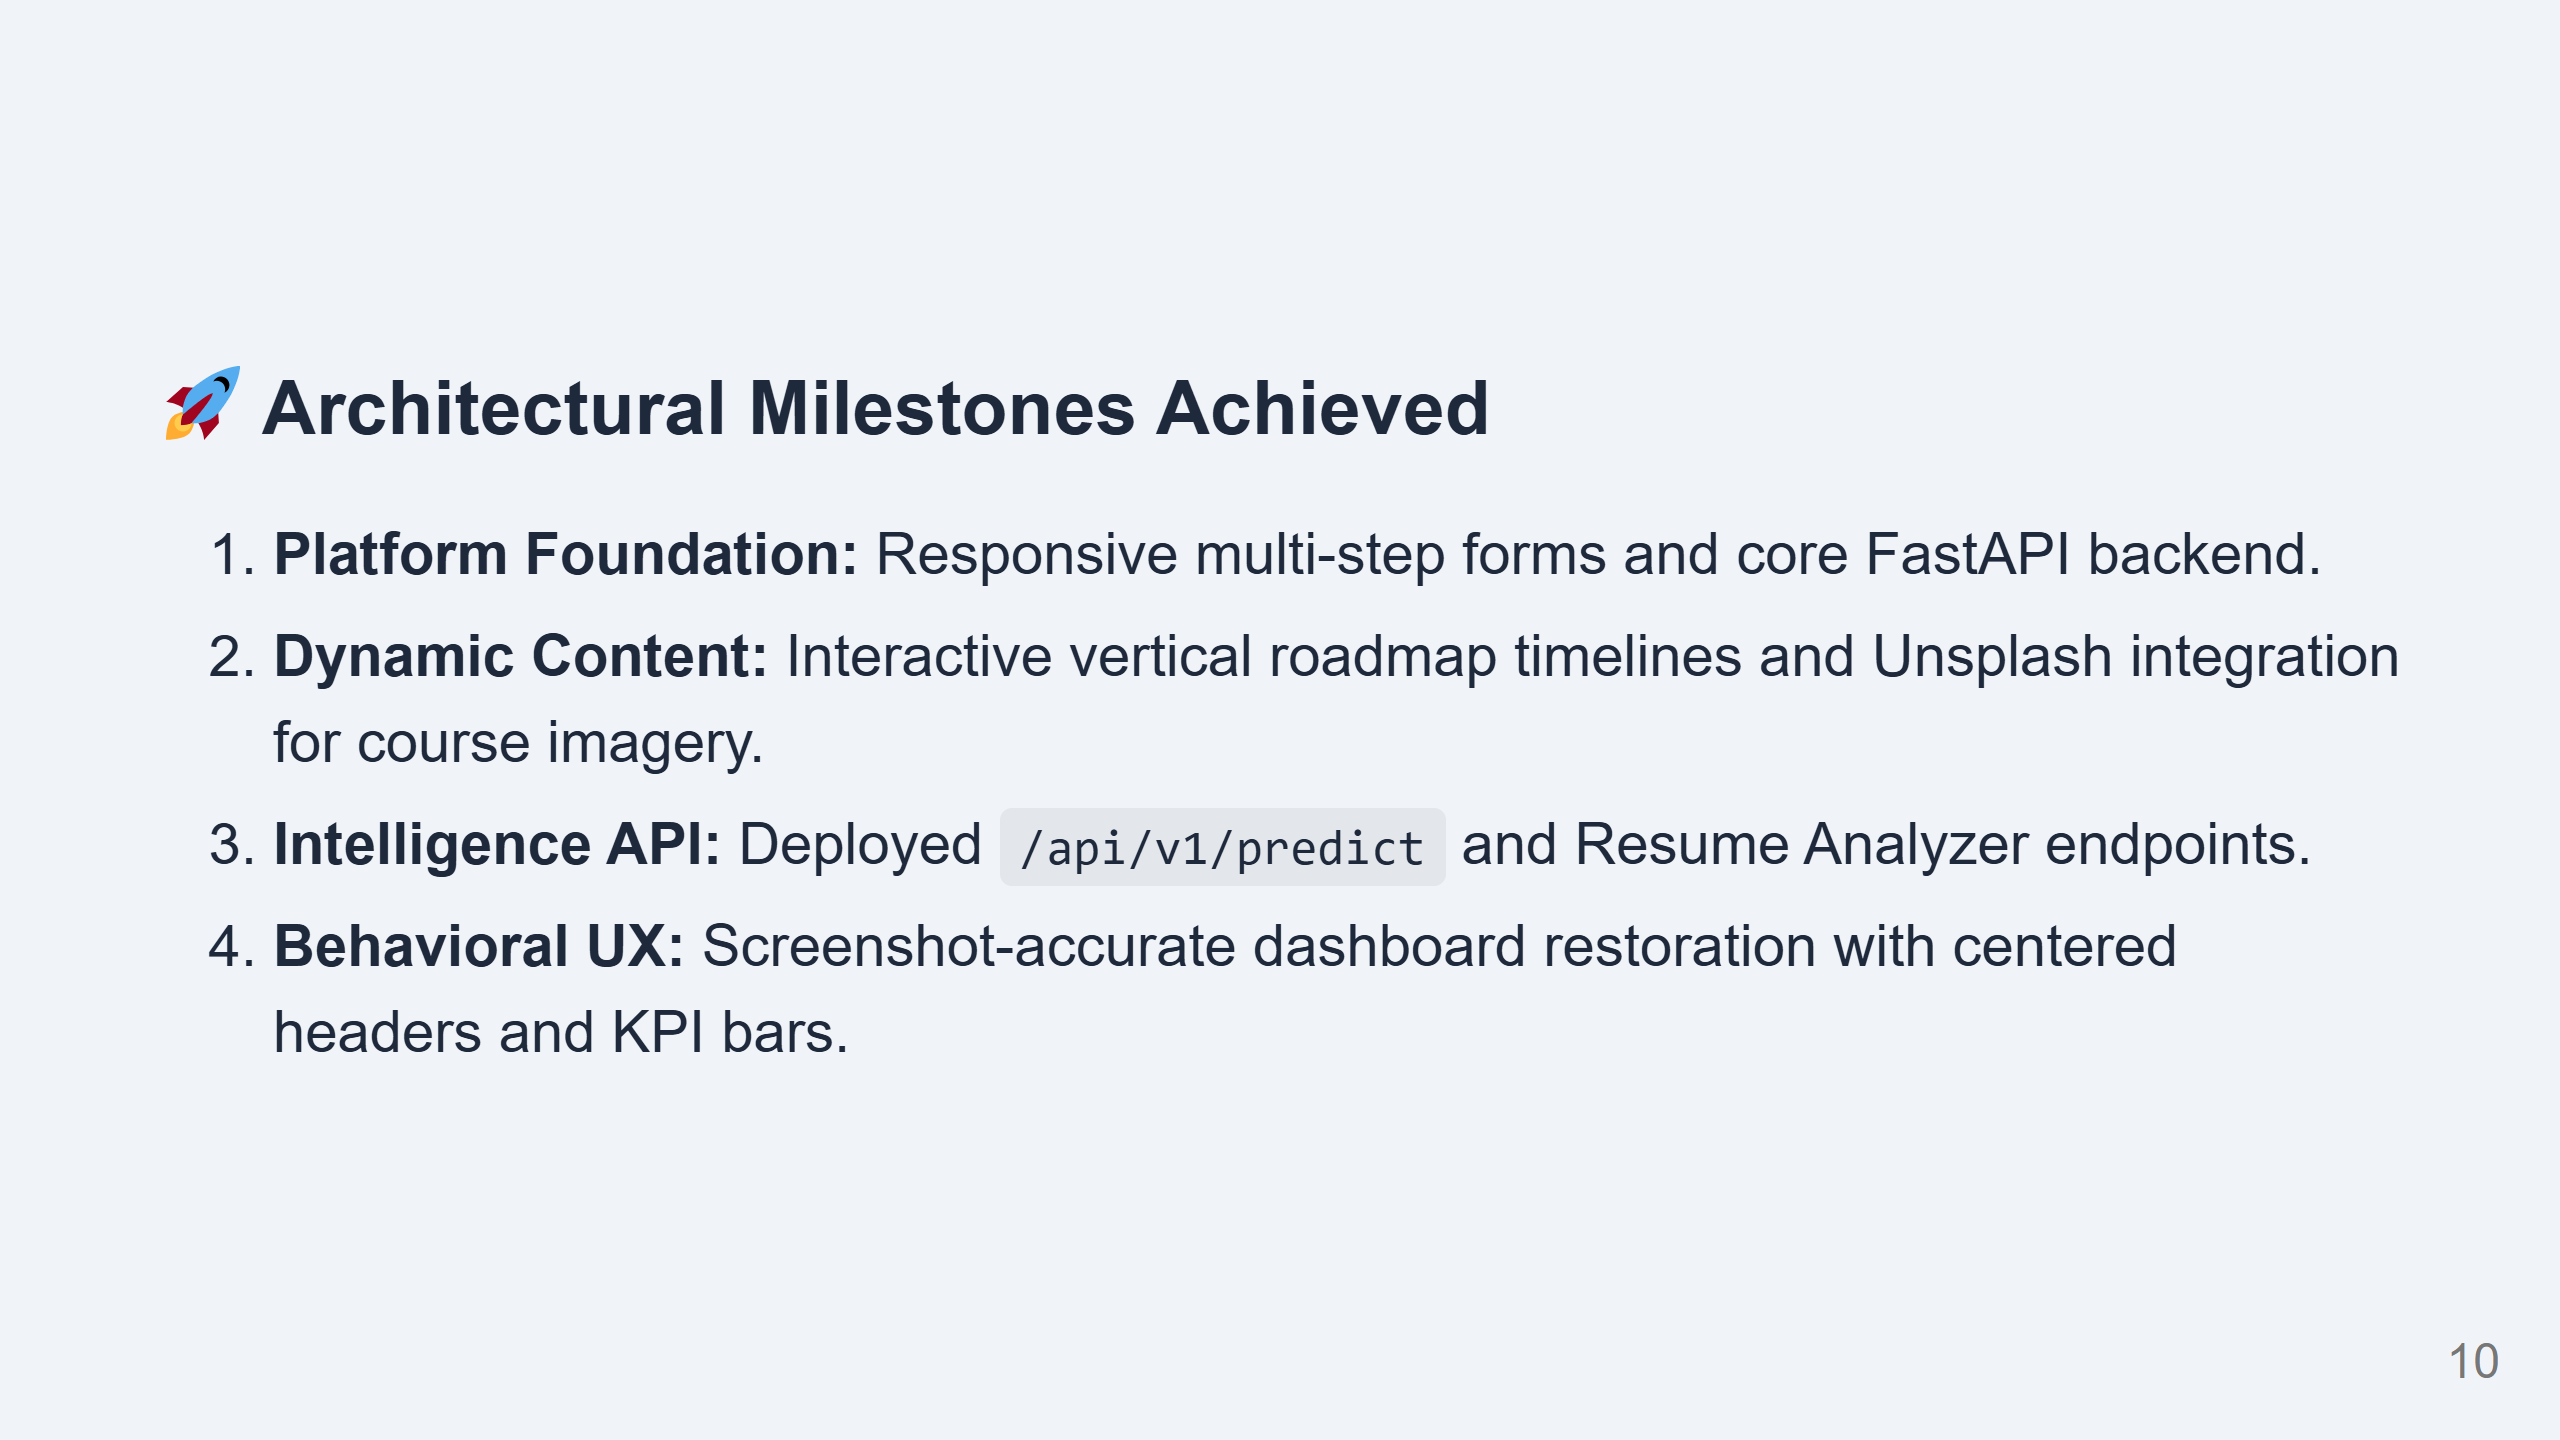 🚀 Architectural Milestones Achieved
1. Platform Foundation: Responsive multi-step forms and core FastAPI backend.
2. Dynamic Content: Interactive vertical roadmap timelines and Unsplash integration
for course imagery.
3. Intelligence API: Deployed /api/v1/predict and Resume Analyzer endpoints.
4. Behavioral UX: Screenshot-accurate dashboard restoration with centered
headers and KPI bars.
10